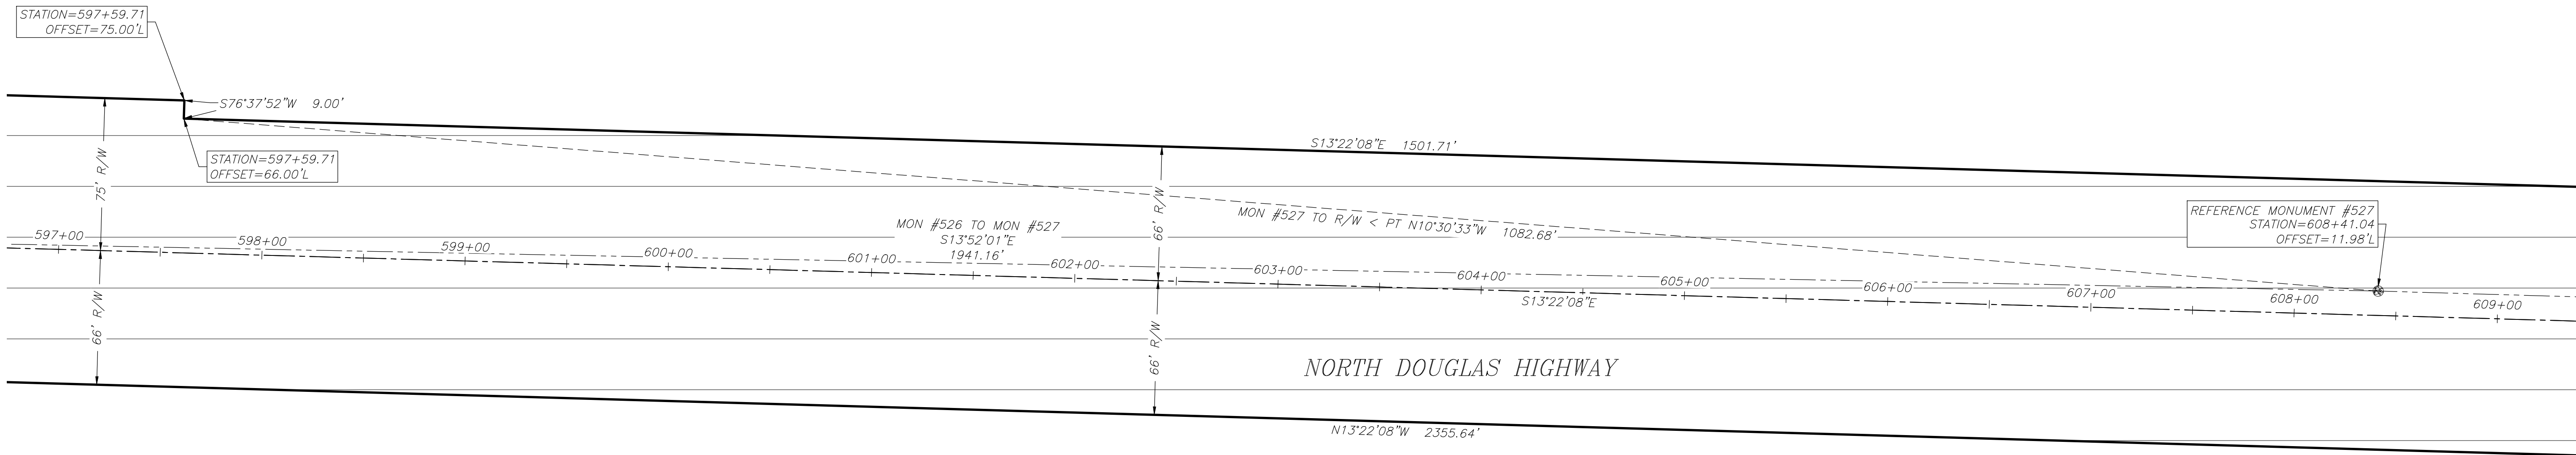 STATION=597+59.71
OFFSET=75.00'L
S76°37'52"W 9.00'
STATION=597+59.71
OFFSET=66.00'L
75' R/W
66' R/W
S13°22'08"E 1501.71'
66' R/W
66' R/W
MON #527 TO R/W < PT N10°30'33"W 1082.68'
REFERENCE MONUMENT #527
STATION=608+41.04
OFFSET=11.98'L
MON #526 TO MON #527
S13°52'01"E
1941.16'
597+00
598+00
599+00
600+00
601+00
602+00
603+00
604+00
605+00
606+00
607+00
608+00
609+00
S13°22'08"E
NORTH DOUGLAS HIGHWAY
N13°22'08"W 2355.64'